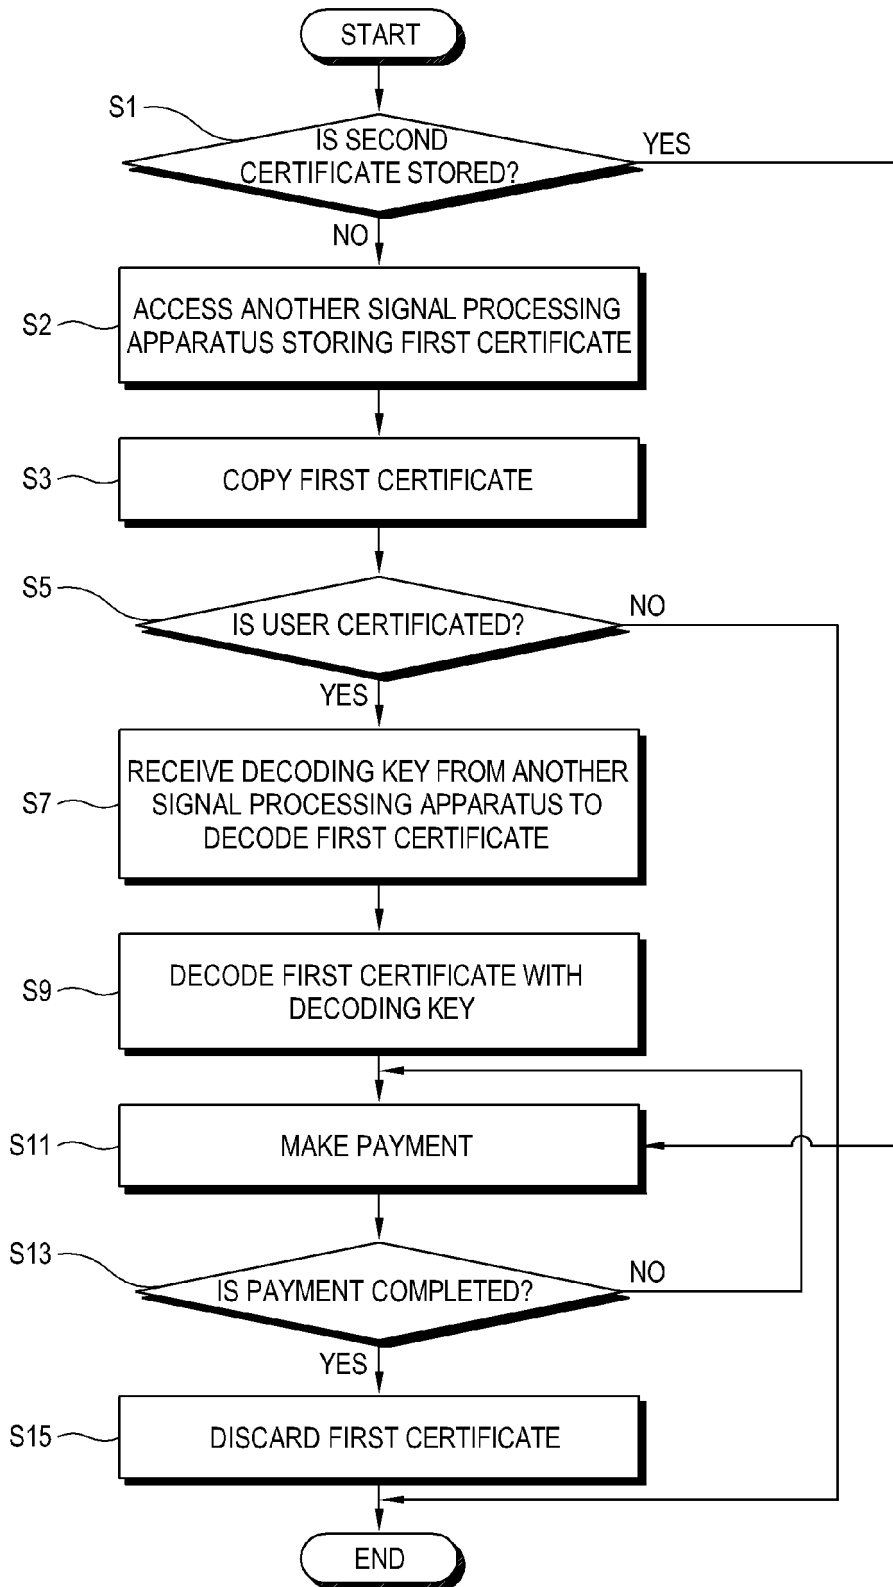 START
S1
IS SECOND
CERTIFICATE STORED?
YES
NO
S2
ACCESS ANOTHER SIGNAL PROCESSING
APPARATUS STORING FIRST CERTIFICATE
S3
COPY FIRST CERTIFICATE
S5
IS USER CERTIFICATED?
NO
YES
S7
RECEIVE DECODING KEY FROM ANOTHER
SIGNAL PROCESSING APPARATUS TO
DECODE FIRST CERTIFICATE
S9
DECODE FIRST CERTIFICATE WITH
DECODING KEY
S11
MAKE PAYMENT
S13
IS PAYMENT COMPLETED?
NO
YES
S15
DISCARD FIRST CERTIFICATE
END